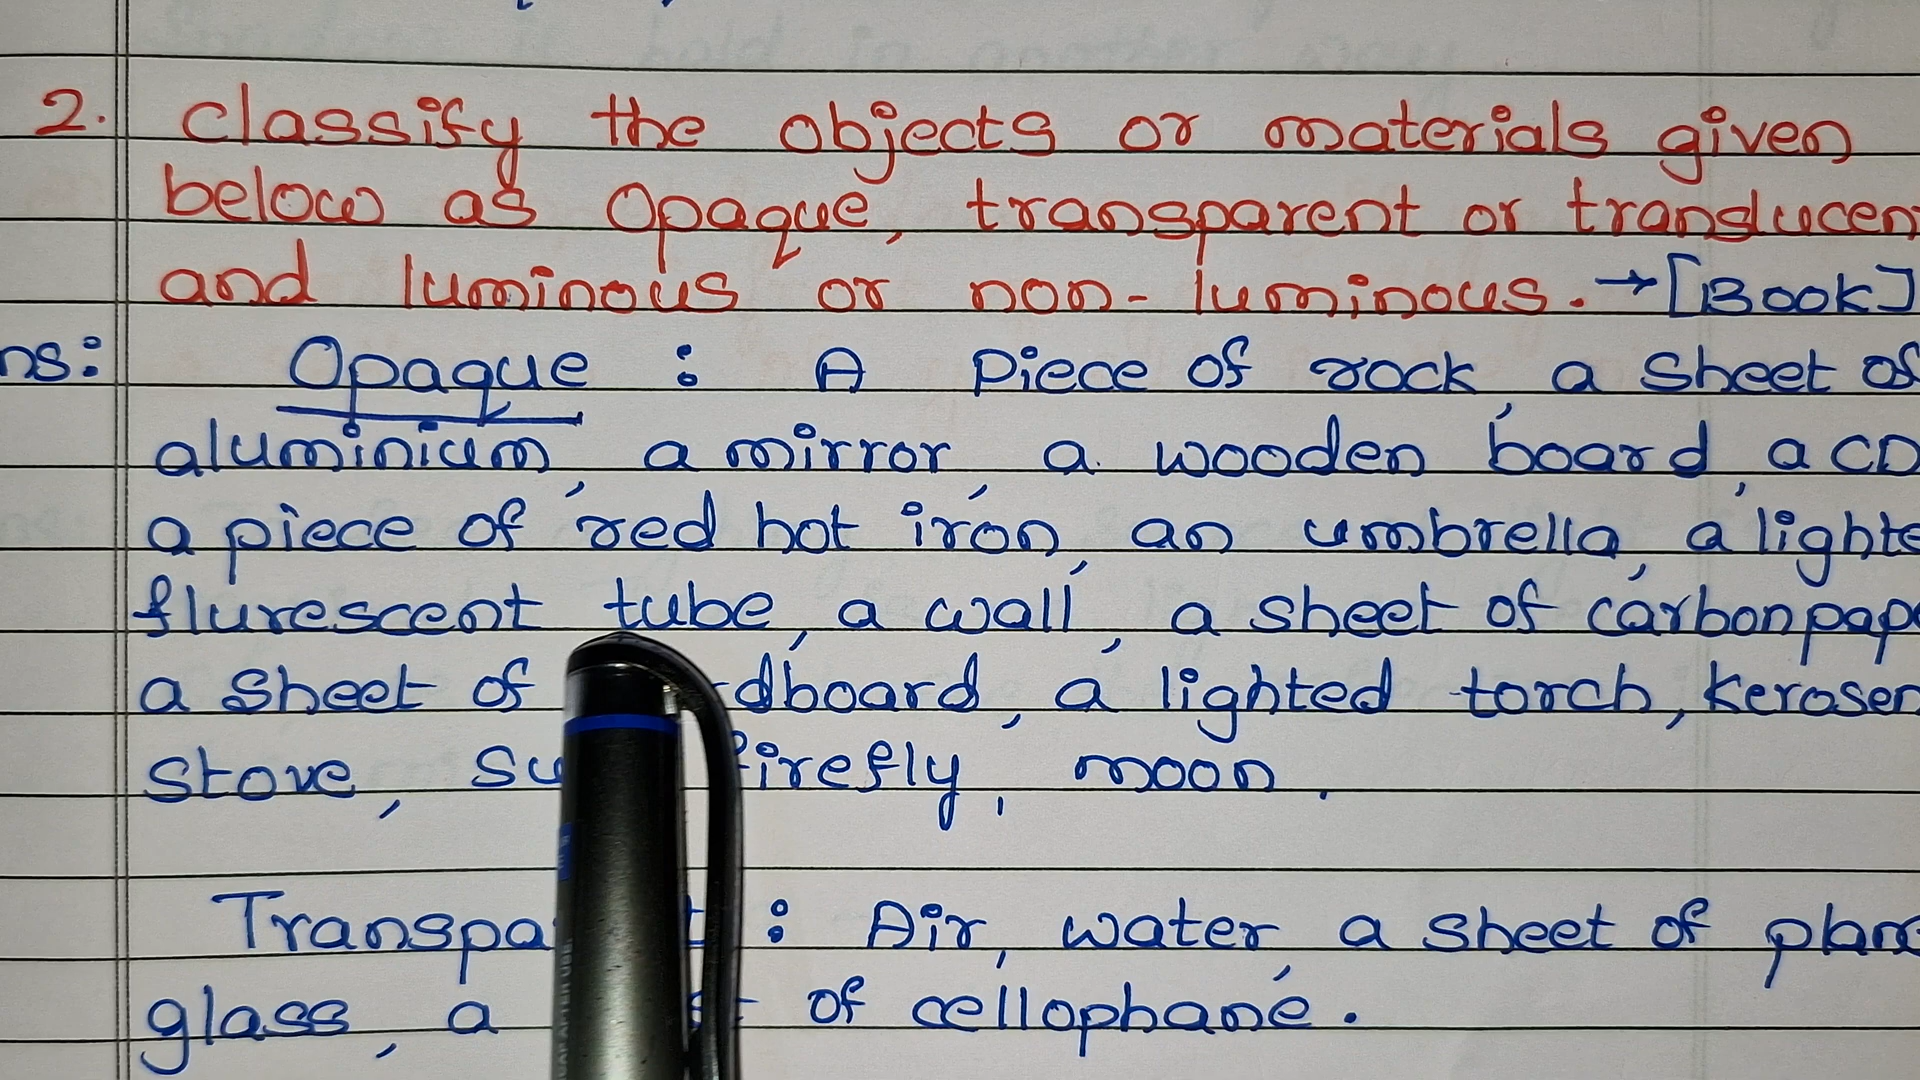 2. classify the objects or materials given
below as opaque, transparent or translucen
and luminous or non-luminous. → [Book]
ns: Opaque : A piece of rock, a sheet of
aluminium, a mirror, a wooden board, a CD
a piece of red hot iron, an umbrella, a lighte
flurescent tube, a wall, a sheet of carbonpap
a sheet of dboard, a lighted torch, kerosen
stove, su firefly, moon.
Transpa t : Air, water, a sheet of plane
glass, a of cellophane.